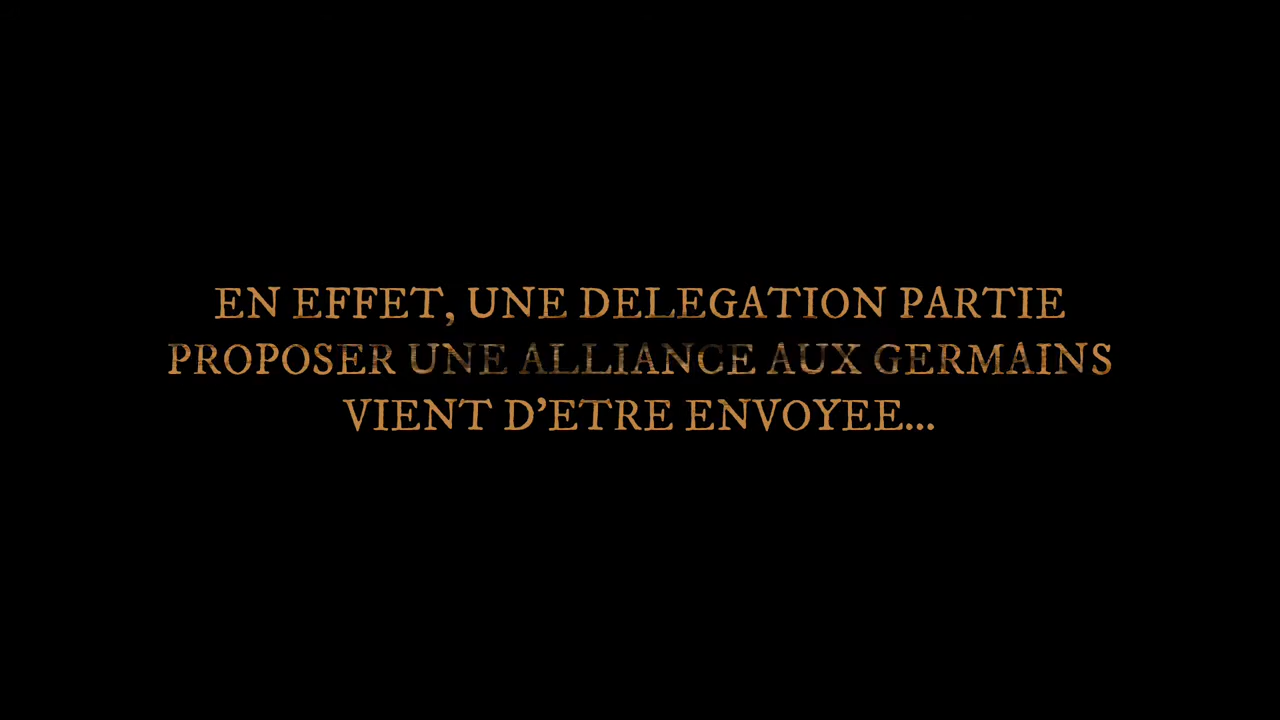 EN EFFET, UNE DELEGATION PARTIE
PROPOSER UNE ALLIANCE AUX GERMAINS
VIENT D'ETRE ENVOYEE...